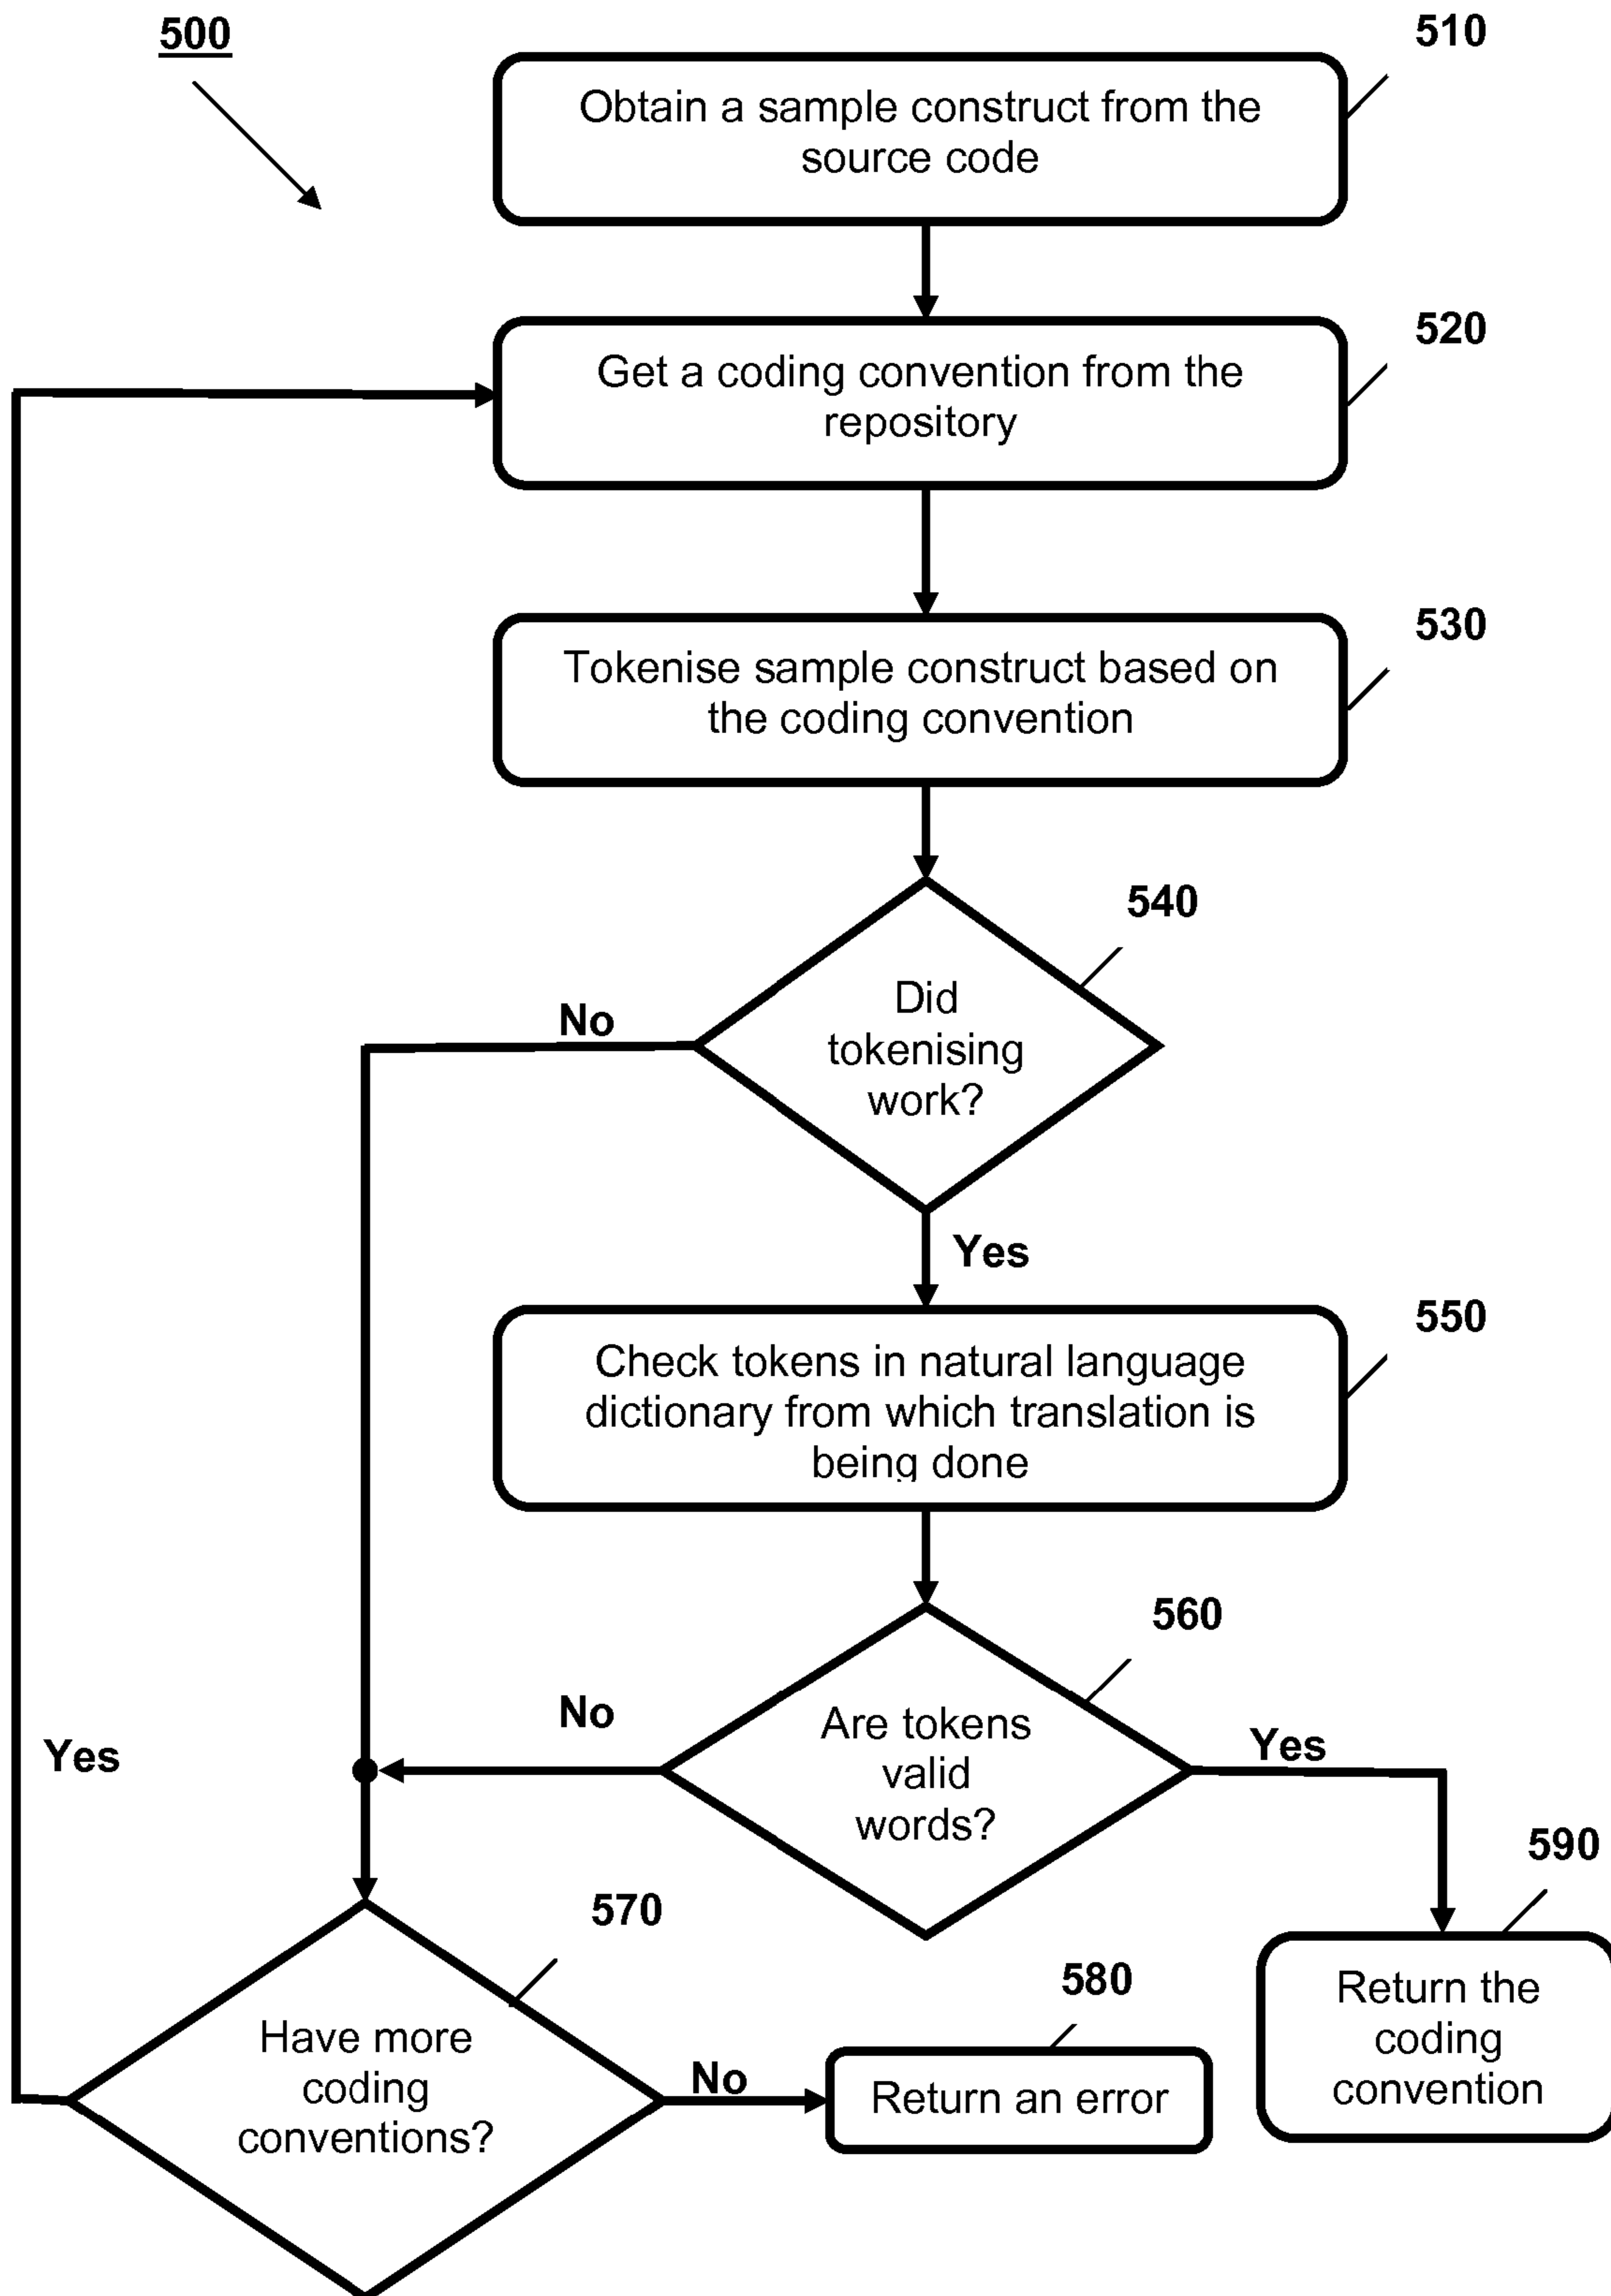 500
510
Obtain a sample construct from the
source code
520
Get a coding convention from the
repository
530
Tokenise sample construct based on
the coding convention
540
Did
tokenising
work?
No
Yes
550
Check tokens in natural language
dictionary from which translation is
being done
560
Are tokens
valid
words?
No
Yes
Yes
590
Return the
coding
convention
570
Have more
coding
conventions?
No
580
Return an error